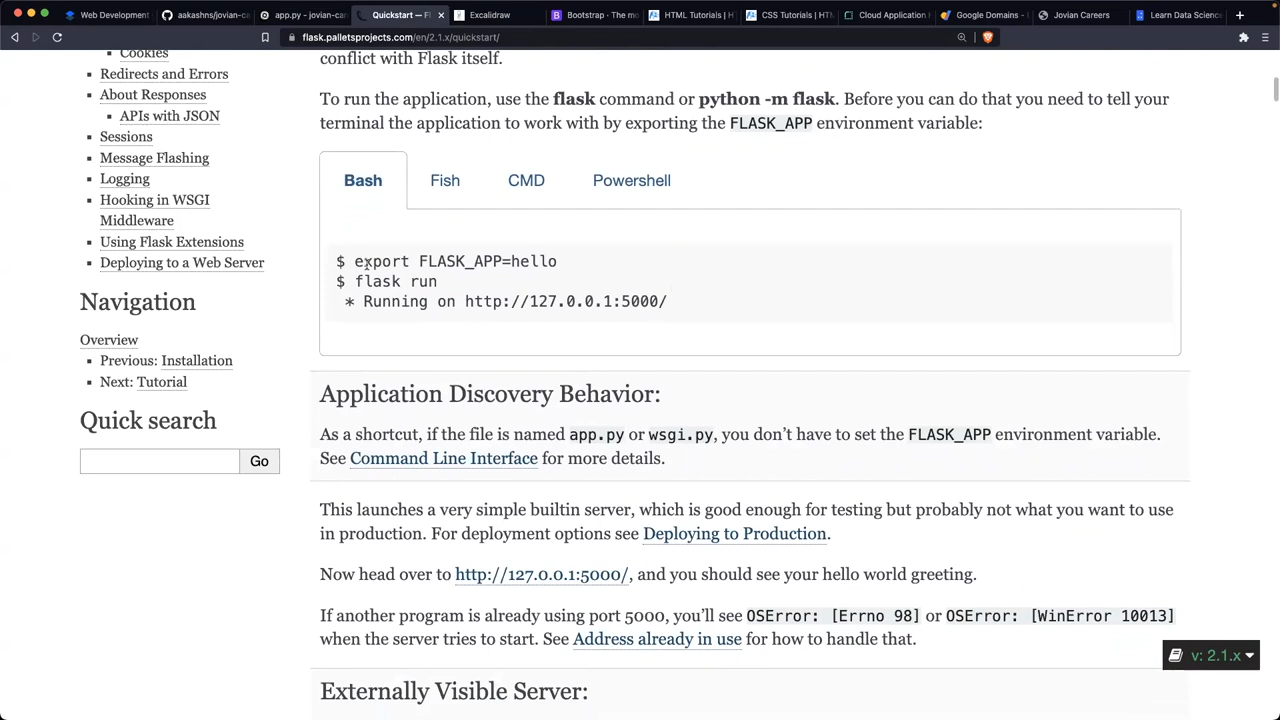 Web Development
aakashns/jovian-ca
app.py - jovian-car
Quickstart — Fl
Excalidraw
Bootstrap · The mo
HTML Tutorials | H
CSS Tutorials | HTM
Cloud Application H
Google Domains -
Jovian Careers
Learn Data Scienc
flask.palletsprojects.com/en/2.1.x/quickstart/
Cookies
Redirects and Errors
About Responses
APIs with JSON
Sessions
Message Flashing
Logging
Hooking in WSGI
Middleware
Using Flask Extensions
Deploying to a Web Server
Navigation
Overview
Previous: Installation
Next: Tutorial
Quick search
Go
conflict with Flask itself.
To run the application, use the flask command or python -m flask. Before you can do that you need to tell your
terminal the application to work with by exporting the FLASK_APP environment variable:
Bash Fish CMD Powershell
$ export FLASK_APP=hello
$ flask run
* Running on http://127.0.0.1:5000/
Application Discovery Behavior:
As a shortcut, if the file is named app.py or wsgi.py, you don’t have to set the FLASK_APP environment variable.
See Command Line Interface for more details.
This launches a very simple builtin server, which is good enough for testing but probably not what you want to use
in production. For deployment options see Deploying to Production.
Now head over to http://127.0.0.1:5000/, and you should see your hello world greeting.
If another program is already using port 5000, you’ll see OSError: [Errno 98] or OSError: [WinError 10013]
when the server tries to start. See Address already in use for how to handle that.
Externally Visible Server:
v: 2.1.x